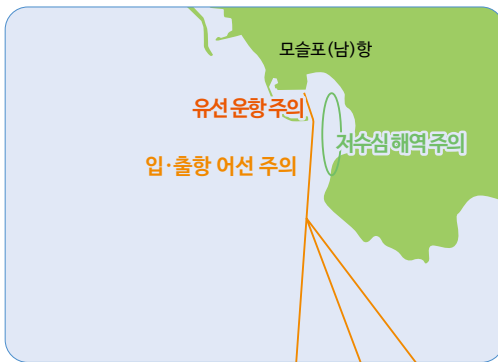 모슬포(남)항
유선 운항 주의
저수심 해역 주의
입·출항 어선 주의